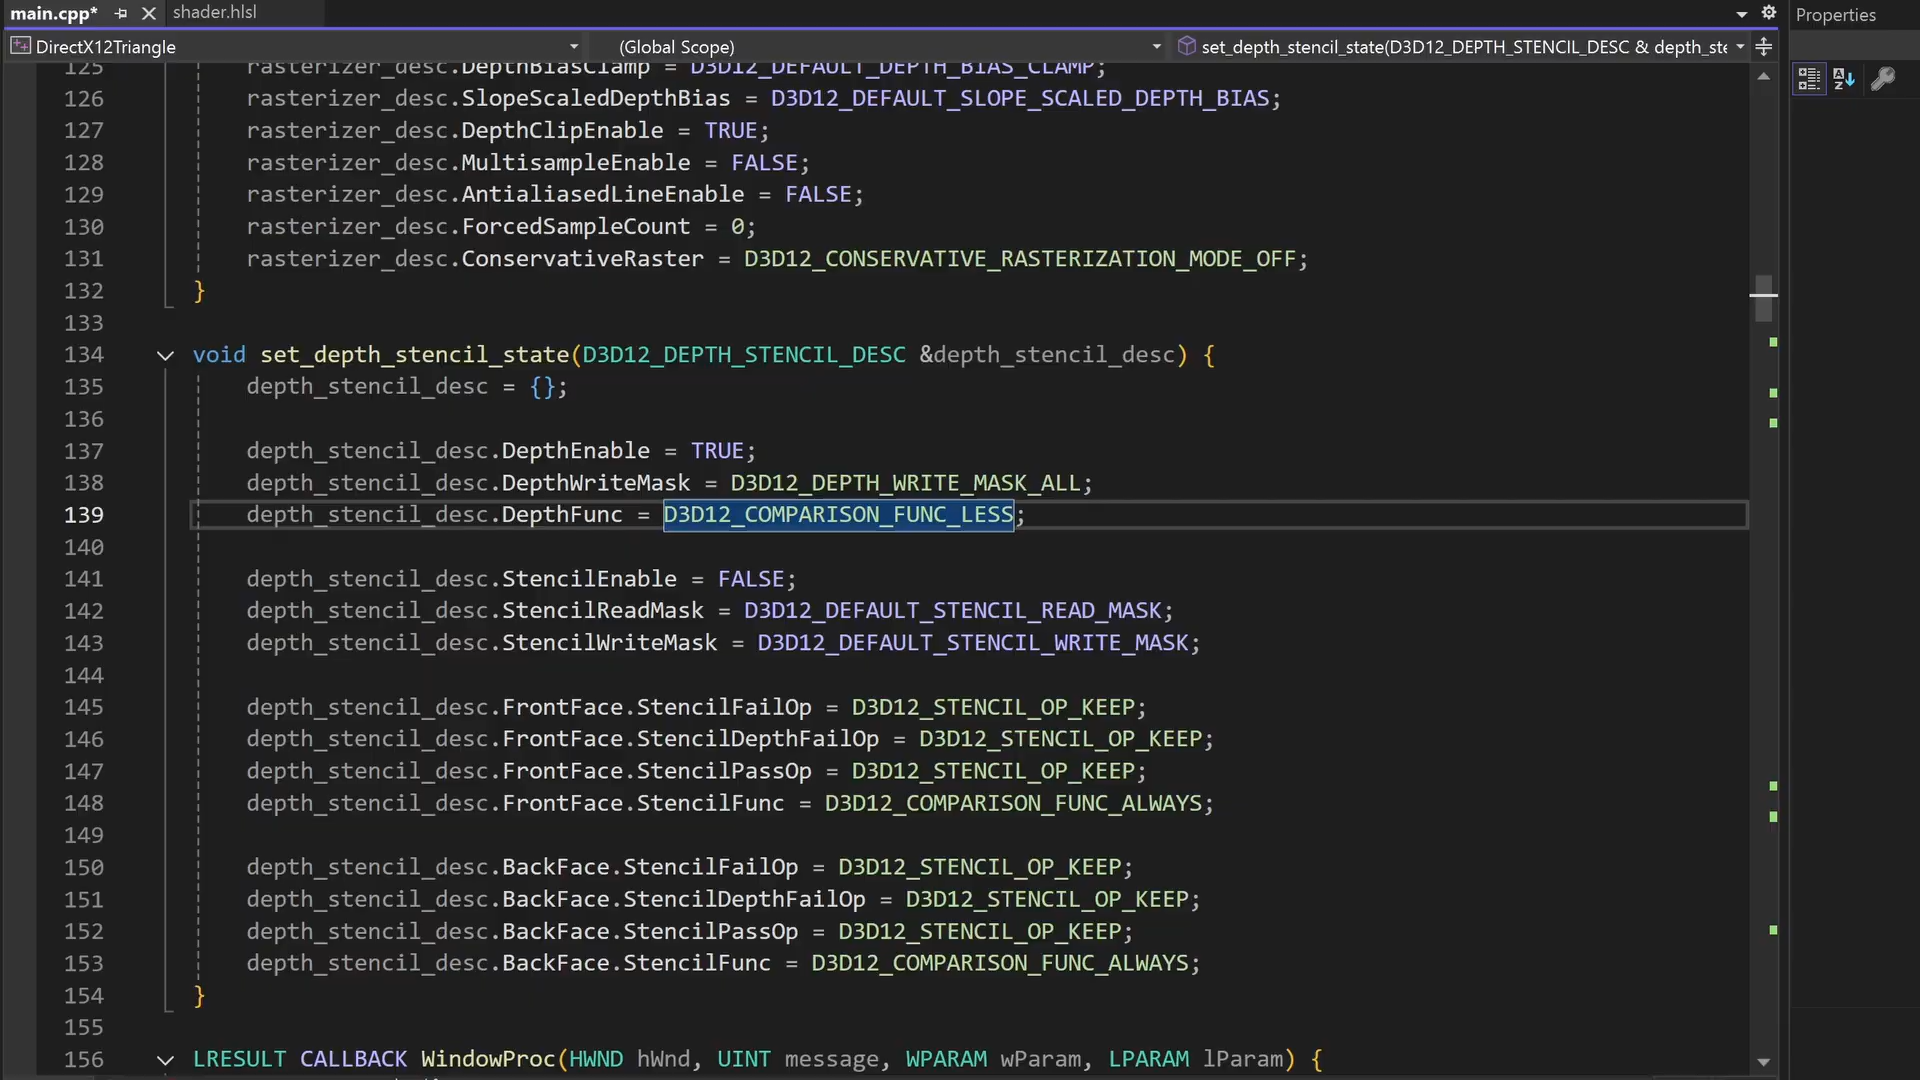 main.cpp*
shader.hlsl
Properties
DirectX12Triangle
(Global Scope)
set_depth_stencil_state(D3D12_DEPTH_STENCIL_DESC & depth_ste
125 rasterizer_desc.DepthBiasClamp = D3D12_DEFAULT_DEPTH_BIAS_CLAMP;
126 rasterizer_desc.SlopeScaledDepthBias = D3D12_DEFAULT_SLOPE_SCALED_DEPTH_BIAS;
127 rasterizer_desc.DepthClipEnable = TRUE;
128 rasterizer_desc.MultisampleEnable = FALSE;
129 rasterizer_desc.AntialiasedLineEnable = FALSE;
130 rasterizer_desc.ForcedSampleCount = 0;
131 rasterizer_desc.ConservativeRaster = D3D12_CONSERVATIVE_RASTERIZATION_MODE_OFF;
132 }
133
134 void set_depth_stencil_state(D3D12_DEPTH_STENCIL_DESC &depth_stencil_desc) {
135 depth_stencil_desc = {};
136
137 depth_stencil_desc.DepthEnable = TRUE;
138 depth_stencil_desc.DepthWriteMask = D3D12_DEPTH_WRITE_MASK_ALL;
139 depth_stencil_desc.DepthFunc = D3D12_COMPARISON_FUNC_LESS;
140
141 depth_stencil_desc.StencilEnable = FALSE;
142 depth_stencil_desc.StencilReadMask = D3D12_DEFAULT_STENCIL_READ_MASK;
143 depth_stencil_desc.StencilWriteMask = D3D12_DEFAULT_STENCIL_WRITE_MASK;
144
145 depth_stencil_desc.FrontFace.StencilFailOp = D3D12_STENCIL_OP_KEEP;
146 depth_stencil_desc.FrontFace.StencilDepthFailOp = D3D12_STENCIL_OP_KEEP;
147 depth_stencil_desc.FrontFace.StencilPassOp = D3D12_STENCIL_OP_KEEP;
148 depth_stencil_desc.FrontFace.StencilFunc = D3D12_COMPARISON_FUNC_ALWAYS;
149
150 depth_stencil_desc.BackFace.StencilFailOp = D3D12_STENCIL_OP_KEEP;
151 depth_stencil_desc.BackFace.StencilDepthFailOp = D3D12_STENCIL_OP_KEEP;
152 depth_stencil_desc.BackFace.StencilPassOp = D3D12_STENCIL_OP_KEEP;
153 depth_stencil_desc.BackFace.StencilFunc = D3D12_COMPARISON_FUNC_ALWAYS;
154 }
155
156 LRESULT CALLBACK WindowProc(HWND hWnd, UINT message, WPARAM wParam, LPARAM lParam) {